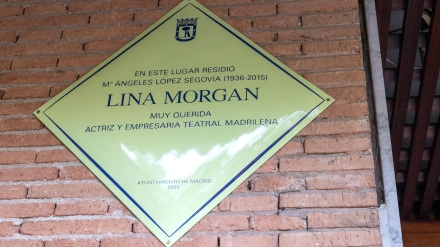 EN ESTE LUGAR RESIDIÓ
Mª ÁNGELES LÓPEZ SEGOVIA (1936-2015)
LINA MORGAN
MUY QUERIDA
ACTRIZ Y EMPRESARIA TEATRAL MADRILEÑA
AYUNTAMIENTO DE MADRID